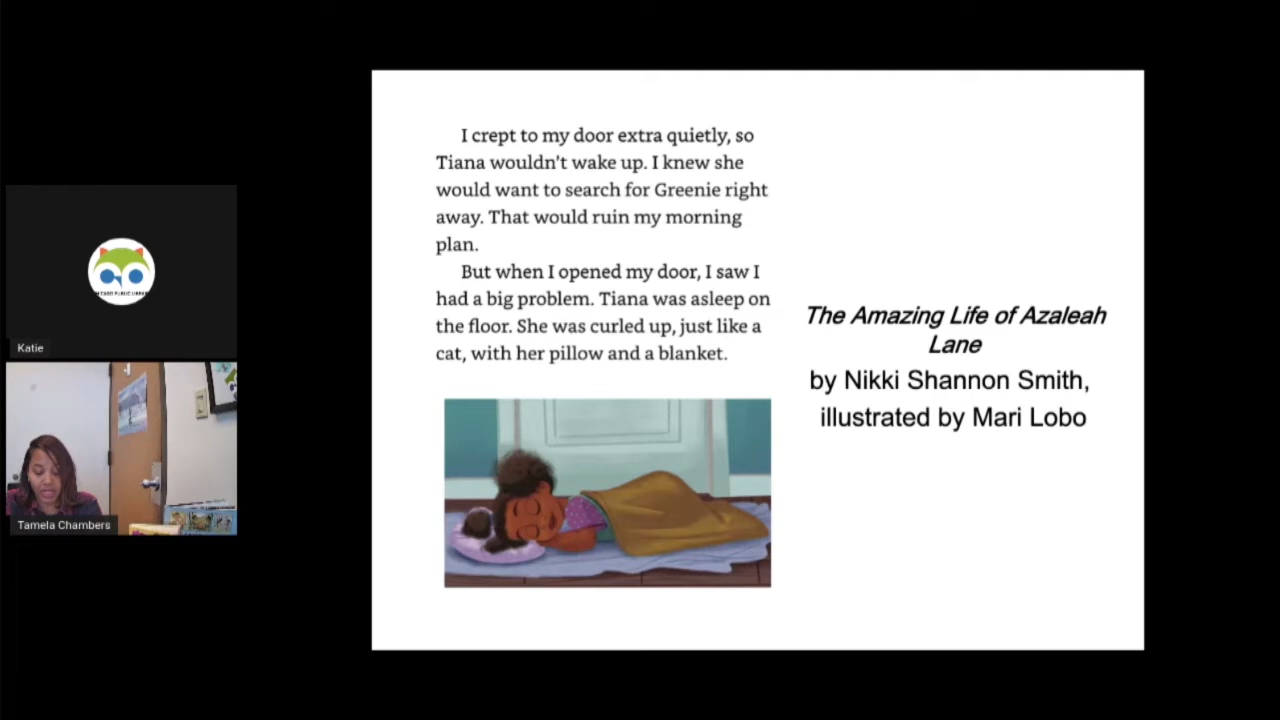 I crept to my door extra quietly, so
Tiana wouldn't wake up. I knew she
would want to search for Greenie right
away. That would ruin my morning
plan.
But when I opened my door, I saw I
had a big problem. Tiana was asleep on
the floor. She was curled up, just like a
cat, with her pillow and a blanket.
The Amazing Life of Azaleah
Lane
by Nikki Shannon Smith,
illustrated by Mari Lobo
Katie
Tamela Chambers